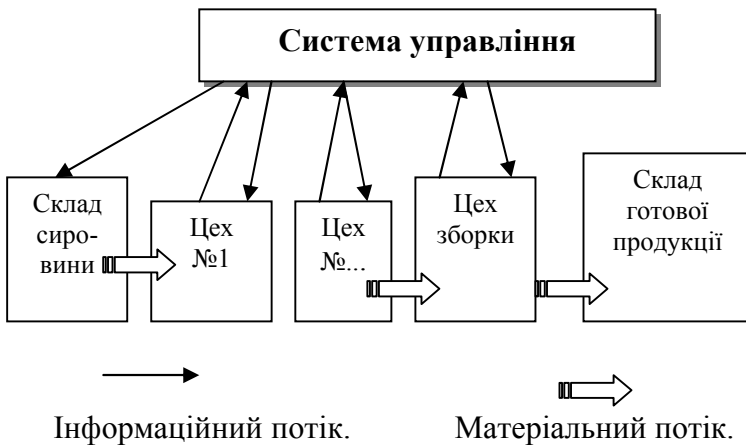 Система управління
Склад
сиро-
вини
Цех
№1
Цех
№...
Цех
зборки
Склад
готової
продукції
Інформаційний потік.
Матеріальний потік.